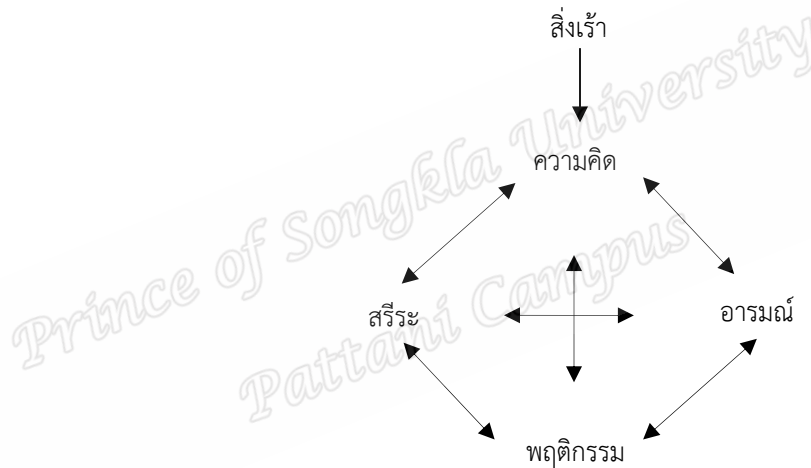 สิ่งเร้า
ความคิด
สรีระ
อารมณ์
พฤติกรรม
Prince of Songkla University
Pattani Campus